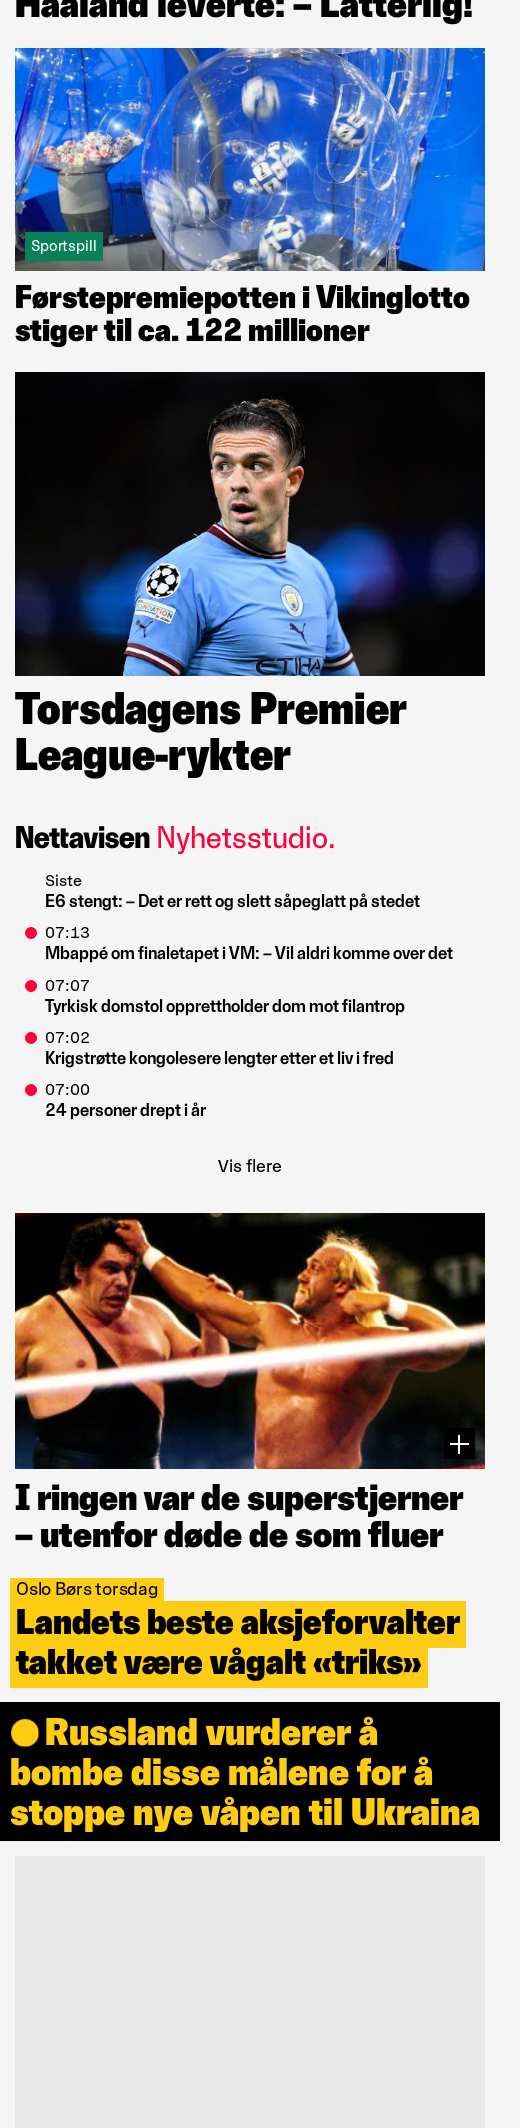 Haaland leverte: – Latterlig!
Sportspill
Førstepremiepotten i Vikinglotto
stiger til ca. 122 millioner
ETIHA
Torsdagens Premier
League-rykter
Nettavisen Nyhetsstudio.
Siste
E6 stengt: – Det er rett og slett såpeglatt på stedet
07:13
Mbappé om finaletapet i VM: – Vil aldri komme over det
07:07
Tyrkisk domstol opprettholder dom mot filantrop
07:02
Krigstrøtte kongolesere lengter etter et liv i fred
07:00
24 personer drept i år
Vis flere
I ringen var de superstjerner
– utenfor døde de som fluer
Oslo Børs torsdag
Landets beste aksjeforvalter
takket være vågalt «triks»
Russland vurderer å
bombe disse målene for å
stoppe nye våpen til Ukraina